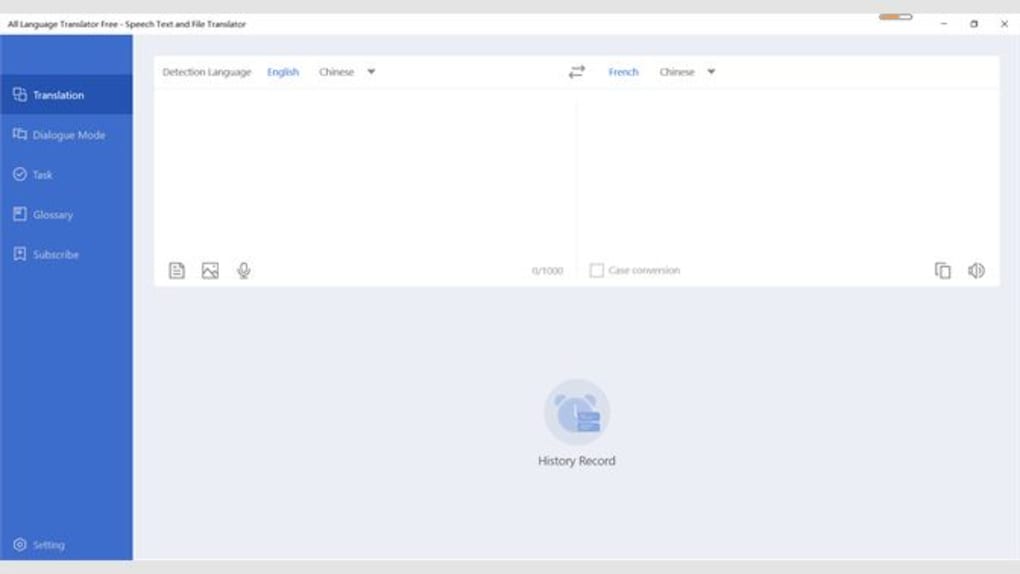 All Language Translator Free - Speech Text and File Translator
Detection Language English Chinese French Chinese
Translation
Dialogue Mode
Task
Glossary
Subscribe
0/1000 Case conversion
History Record
Setting